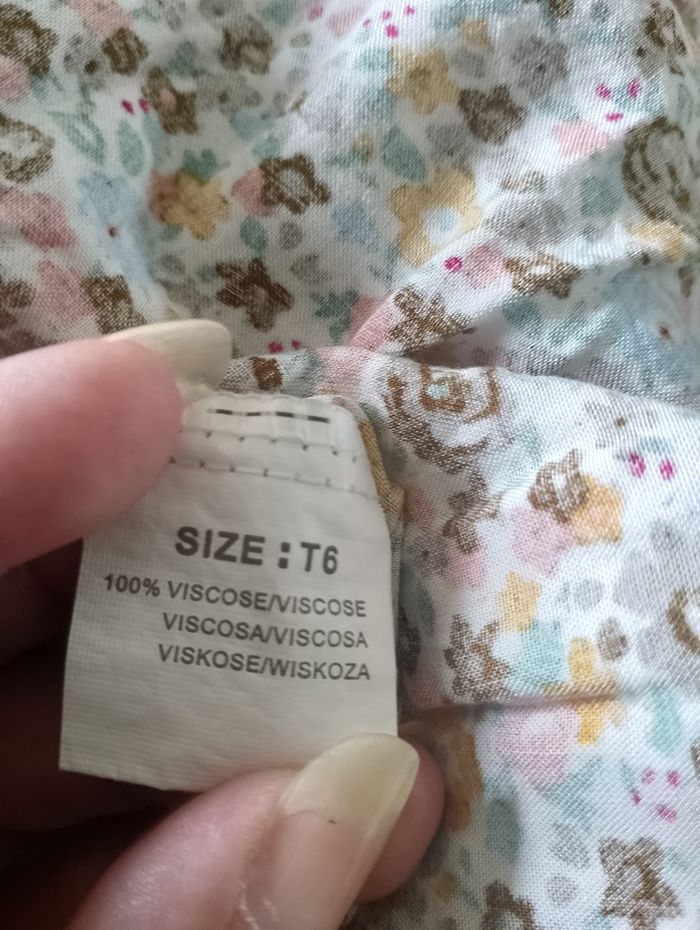 SIZE : T6
100% VISCOSE/VISCOSE
VISCOSA/VISCOSA
VISKOSE/WISKOZA